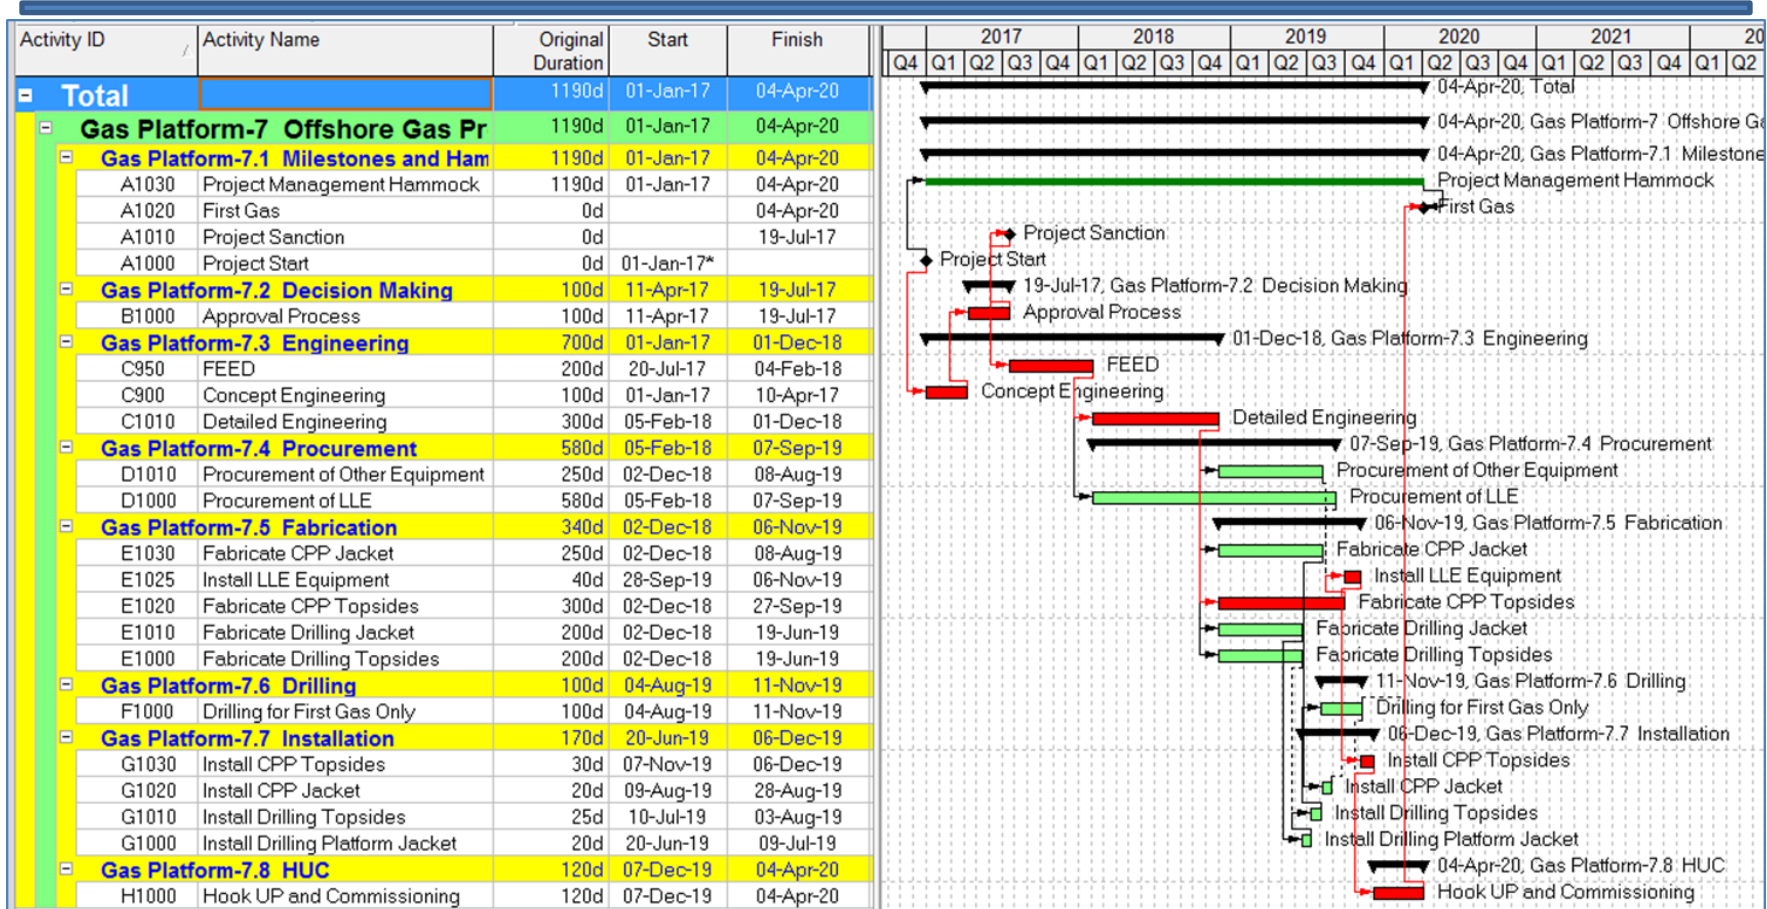 Activity ID Activity Name Original Duration Start Finish
2017 2018 2019 2020 2021 20
Q4 Q1 Q2 Q3 Q4 Q1 Q2 Q3 Q4 Q1 Q2 Q3 Q4 Q1 Q2 Q3 Q4 Q1 Q2 Q3 Q4 Q1 Q2
Total 1190d 01-Jan-17 04-Apr-20 04-Apr-20, Total
Gas Platform-7 Offshore Gas Pr 1190d 01-Jan-17 04-Apr-20 04-Apr-20, Gas Platform-7 Offshore Ga
Gas Platform-7.1 Milestones and Ham 1190d 01-Jan-17 04-Apr-20 04-Apr-20, Gas Platform-7.1 Milestone
A1030 Project Management Hammock 1190d 01-Jan-17 04-Apr-20 Project Management Hammock
A1020 First Gas 0d 04-Apr-20 First Gas
A1010 Project Sanction 0d 19-Jul-17 Project Sanction
A1000 Project Start 0d 01-Jan-17* Project Start
Gas Platform-7.2 Decision Making 100d 11-Apr-17 19-Jul-17 19-Jul-17, Gas Platform-7.2 Decision Making
B1000 Approval Process 100d 11-Apr-17 19-Jul-17 Approval Process
Gas Platform-7.3 Engineering 700d 01-Jan-17 01-Dec-18 01-Dec-18, Gas Platform-7.3 Engineering
C950 FEED 200d 20-Jul-17 04-Feb-18 FEED
C900 Concept Engineering 100d 01-Jan-17 10-Apr-17 Concept Engineering
C1010 Detailed Engineering 300d 05-Feb-18 01-Dec-18 Detailed Engineering
Gas Platform-7.4 Procurement 580d 05-Feb-18 07-Sep-19 07-Sep-19, Gas Platform-7.4 Procurement
D1010 Procurement of Other Equipment 250d 02-Dec-18 08-Aug-19 Procurement of Other Equipment
D1000 Procurement of LLE 580d 05-Feb-18 07-Sep-19 Procurement of LLE
Gas Platform-7.5 Fabrication 340d 02-Dec-18 06-Nov-19 06-Nov-19, Gas Platform-7.5 Fabrication
E1030 Fabricate CPP Jacket 250d 02-Dec-18 08-Aug-19 Fabricate CPP Jacket
E1025 Install LLE Equipment 40d 28-Sep-19 06-Nov-19 Install LLE Equipment
E1020 Fabricate CPP Topsides 300d 02-Dec-18 27-Sep-19 Fabricate CPP Topsides
E1010 Fabricate Drilling Jacket 200d 02-Dec-18 19-Jun-19 Fabricate Drilling Jacket
E1000 Fabricate Drilling Topsides 200d 02-Dec-18 19-Jun-19 Fabricate Drilling Topsides
Gas Platform-7.6 Drilling 100d 04-Aug-19 11-Nov-19 11-Nov-19, Gas Platform-7.6 Drilling
F1000 Drilling for First Gas Only 100d 04-Aug-19 11-Nov-19 Drilling for First Gas Only
Gas Platform-7.7 Installation 170d 20-Jun-19 06-Dec-19 06-Dec-19, Gas Platform-7.7 Installation
G1030 Install CPP Topsides 30d 07-Nov-19 06-Dec-19 Install CPP Topsides
G1020 Install CPP Jacket 20d 09-Aug-19 28-Aug-19 Install CPP Jacket
G1010 Install Drilling Topsides 25d 10-Jul-19 03-Aug-19 Install Drilling Topsides
G1000 Install Drilling Platform Jacket 20d 20-Jun-19 09-Jul-19 Install Drilling Platform Jacket
Gas Platform-7.8 HUC 120d 07-Dec-19 04-Apr-20 04-Apr-20, Gas Platform-7.8 HUC
H1000 Hook UP and Commissioning 120d 07-Dec-19 04-Apr-20 Hook UP and Commissioning